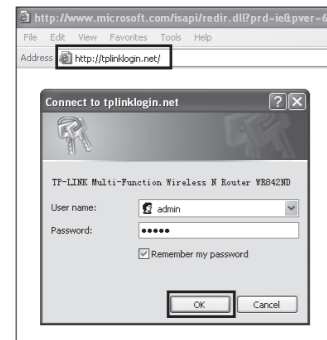 http://www.microsoft.com/isapi/redir.dll?prd=ie&pver=6
File Edit View Favorites Tools Help
Address http://tplinklogin.net/
Connect to tplinklogin.net
TP-LINK Multi-Function Wireless N Router WR842ND
User name: admin
Password: •••••
Remember my password
OK Cancel